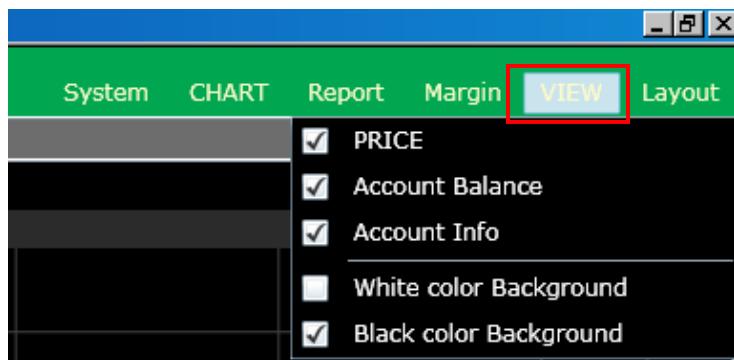 System CHART Report Margin VIEW Layout
PRICE
Account Balance
Account Info
White color Background
Black color Background